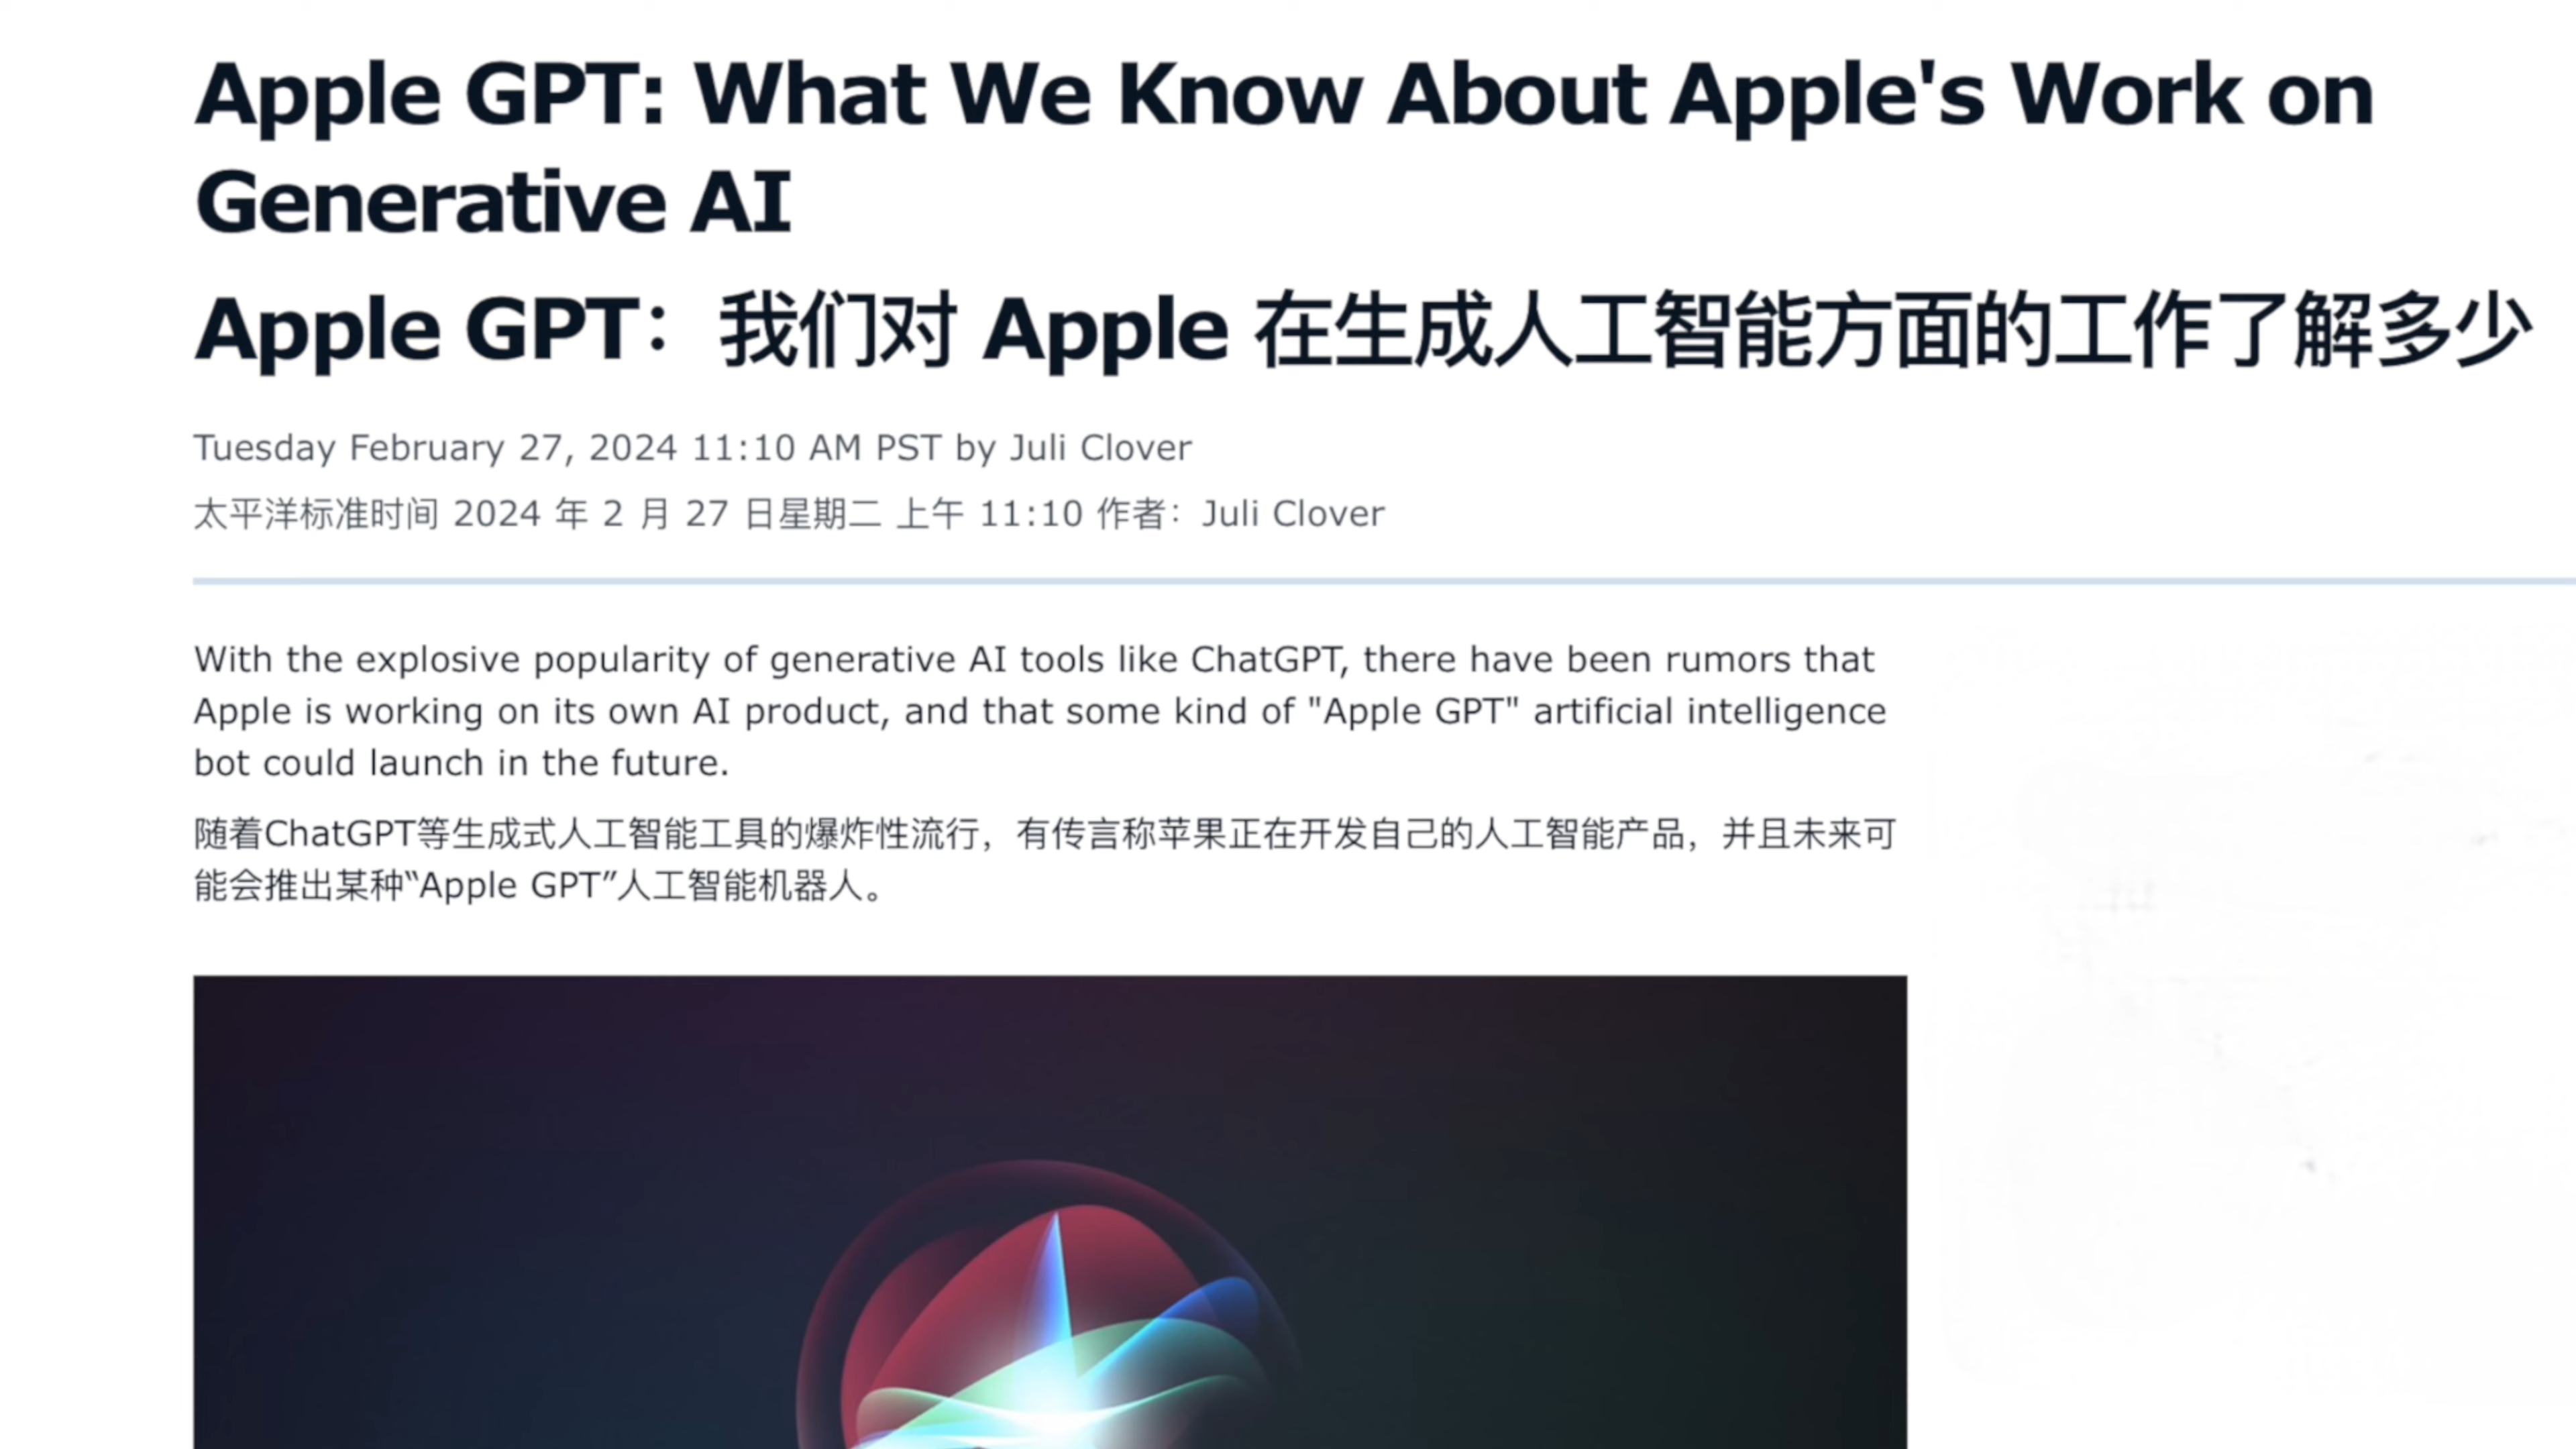 Apple GPT: What We Know About Apple's Work on
Generative AI
Apple GPT：我们对 Apple 在生成人工智能方面的工作了解多少
Tuesday February 27, 2024 11:10 AM PST by Juli Clover
太平洋标准时间 2024 年 2 月 27 日星期二 上午 11:10 作者：Juli Clover
With the explosive popularity of generative AI tools like ChatGPT, there have been rumors that
Apple is working on its own AI product, and that some kind of "Apple GPT" artificial intelligence
bot could launch in the future.
随着ChatGPT等生成式人工智能工具的爆炸性流行，有传言称苹果正在开发自己的人工智能产品，并且未来可
能会推出某种“Apple GPT”人工智能机器人。